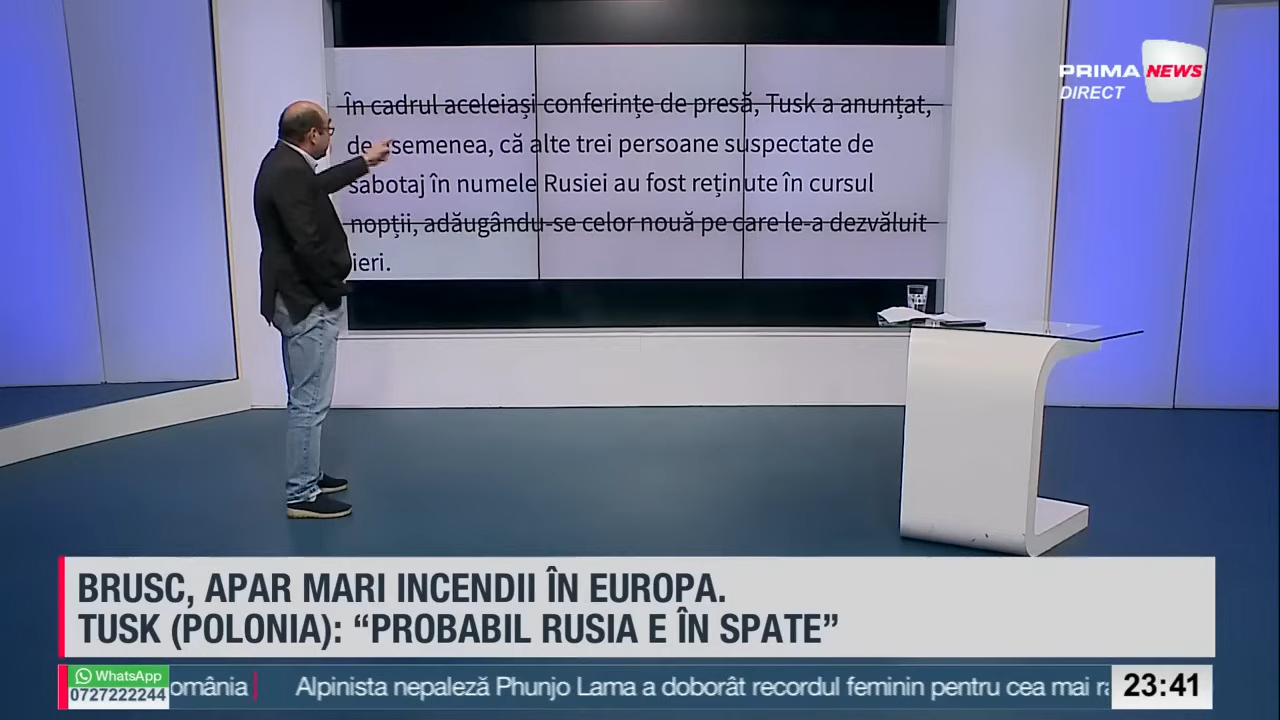 PRIMA NEWS
DIRECT
În cadrul aceleiași conferințe de presă, Tusk a anunțat,
de asemenea, că alte trei persoane suspectate de
sabotaj în numele Rusiei au fost reținute în cursul
nopții, adăugându-se celor nouă pe care le-a dezvăluit
ieri.
BRUSC, APAR MARI INCENDII ÎN EUROPA.
TUSK (POLONIA): “PROBABIL RUSIA E ÎN SPATE”
WhatsApp
0727222244
omânia | Alpinista nepaleză Phunjo Lama a doborât recordul feminin pentru cea mai
23:41